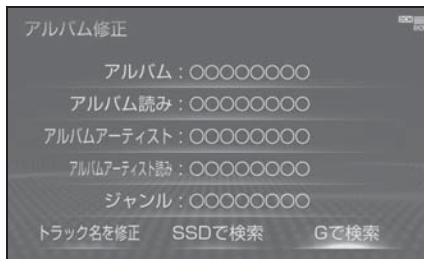 アルバム修正
アルバム：○○○○○○○○
アルバム読み：○○○○○○○○
アルバムアーティスト：○○○○○○○○
アルバムアーティスト読み：○○○○○○○○
ジャンル：○○○○○○○○
トラック名を修正 SSDで検索 Gで検索